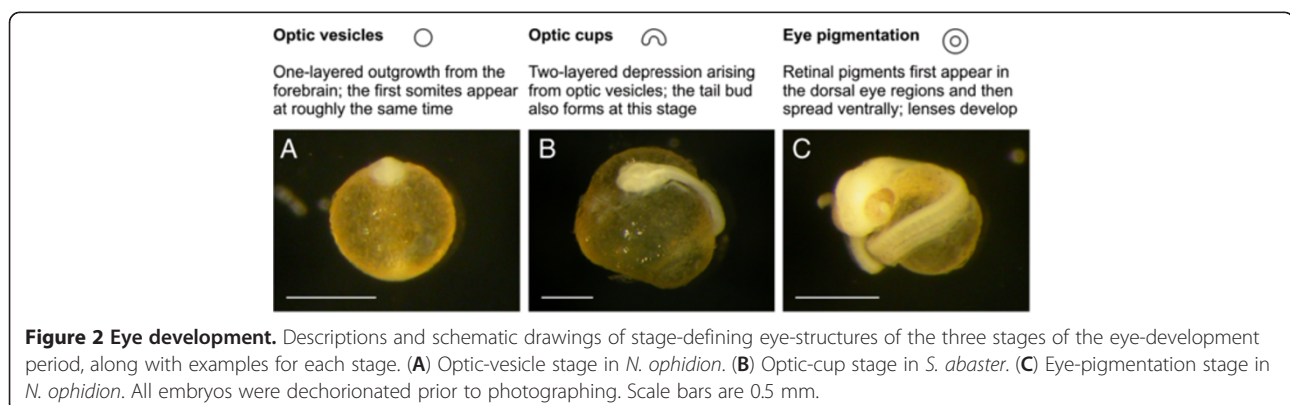 Optic vesicles
One-layered outgrowth from the
forebrain; the first somites appear
at roughly the same time
A
Optic cups
Two-layered depression arising
from optic vesicles; the tail bud
also forms at this stage
B
Eye pigmentation
Retinal pigments first appear in
the dorsal eye regions and then
spread ventrally; lenses develop
C
Figure 2 Eye development. Descriptions and schematic drawings of stage-defining eye-structures of the three stages of the eye-development
period, along with examples for each stage. (A) Optic-vesicle stage in N. ophidion. (B) Optic-cup stage in S. abaster. (C) Eye-pigmentation stage in
N. ophidion. All embryos were dechorionated prior to photographing. Scale bars are 0.5 mm.